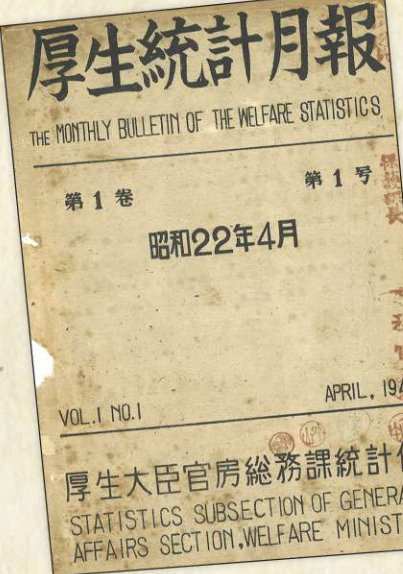 厚生統計月報
THE MONTHLY BULLETIN OF THE WELFARE STATISTICS
第1巻 第1号
昭和22年4月
VOL.1 NO.1 APRIL, 194
厚生大臣官房総務課統計
STATISTICS SUBSECTION OF GENERA
AFFAIRS SECTION, WELFARE MINIST